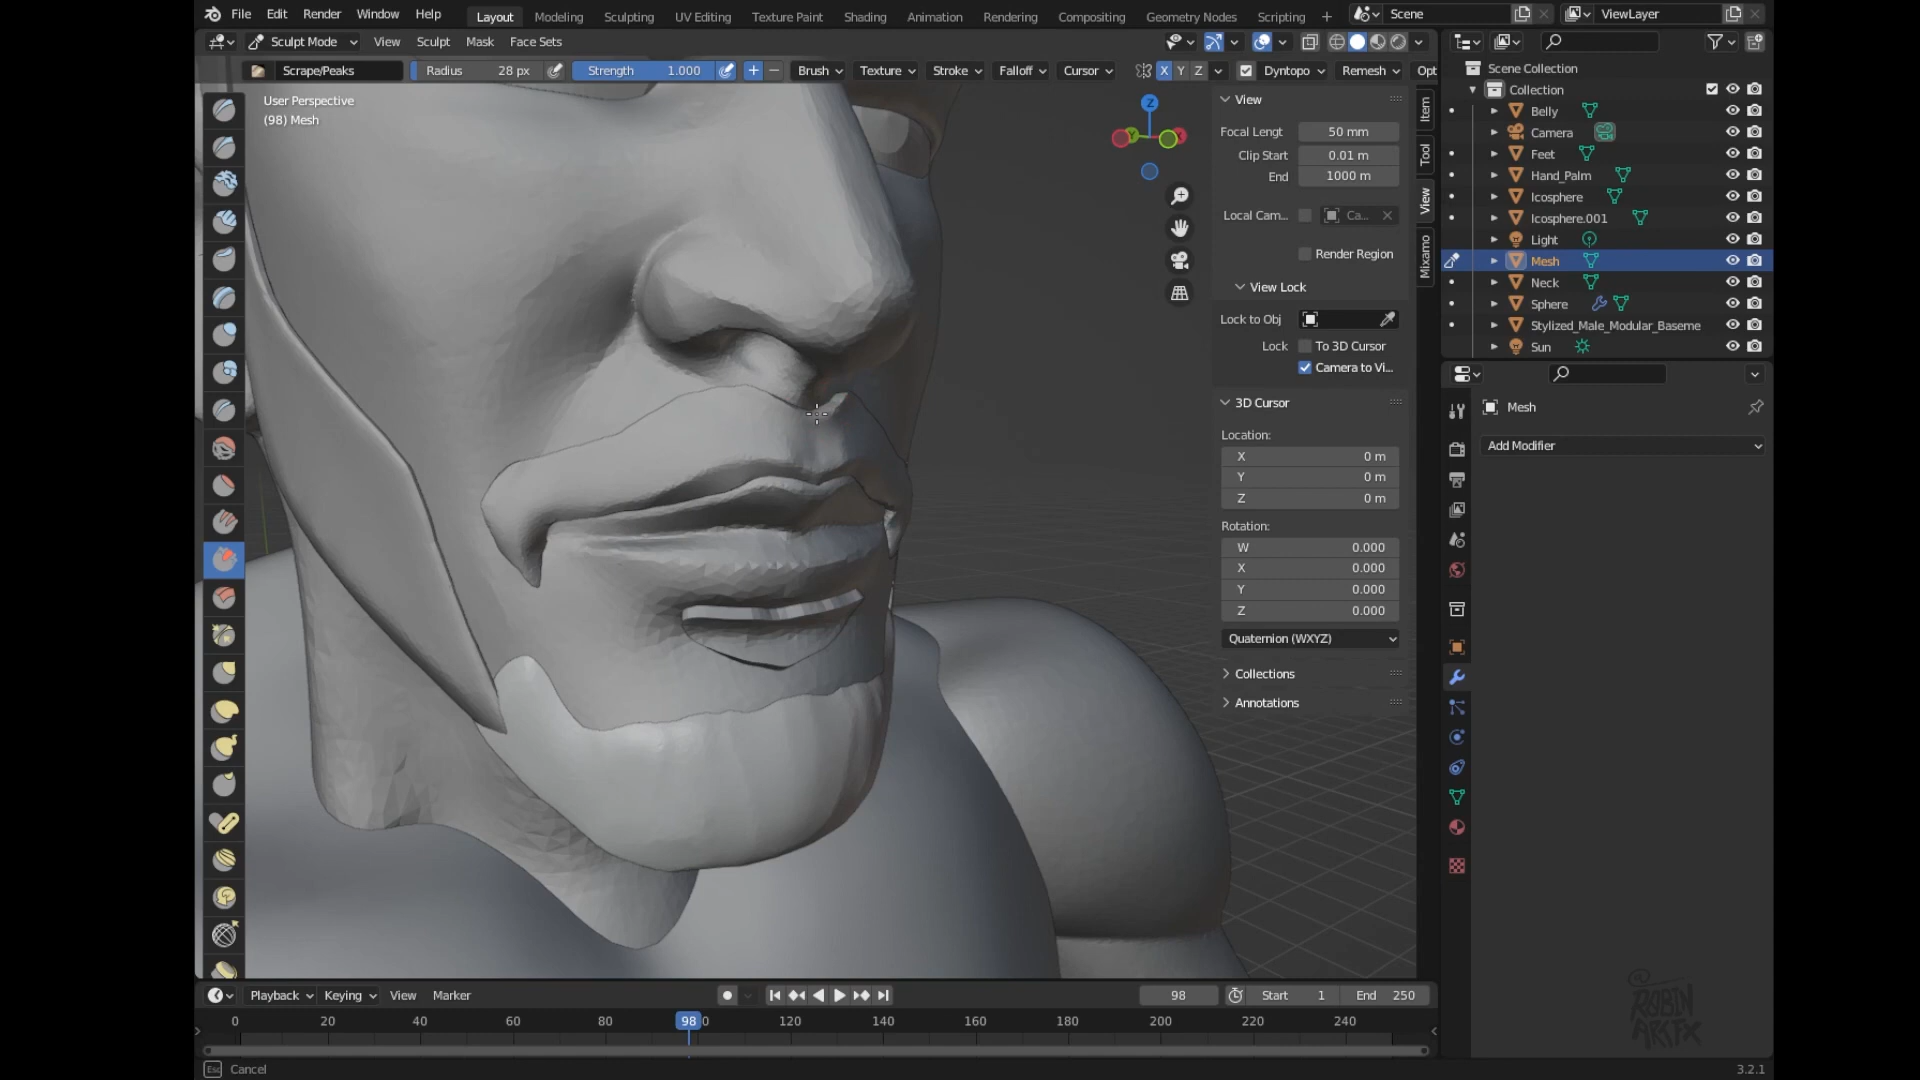 File Edit Render Window Help Layout Modeling Sculpting UV Editing Texture Paint Shading Animation Rendering Compositing Geometry Nodes Scripting + Scene ViewLayer
Sculpt Mode View Sculpt Mask Face Sets
Scrape/Peaks Radius 28 px Strength 1.000 + − Brush Texture Stroke Falloff Cursor X Y Z Dyntopo Remesh Opt
User Perspective
(98) Mesh
Z
Y
View
Focal Lengt 50 mm
Clip Start 0.01 m
End 1000 m
Local Cam... Ca...
Render Region
View Lock
Lock to Obj
Lock To 3D Cursor
Camera to Vi...
3D Cursor
Location:
X 0 m
Y 0 m
Z 0 m
Rotation:
W 0.000
X 0.000
Y 0.000
Z 0.000
Quaternion (WXYZ)
Collections
Annotations
Item
Tool
View
Mixamo
Scene Collection
Collection
Belly
Camera
Feet
Hand_Palm
Icosphere
Icosphere.001
Light
Mesh
Neck
Sphere
Stylized_Male_Modular_Baseme
Sun
Mesh
Add Modifier
@
ROBIN
ARTFX
Playback Keying View Marker 98 Start 1 End 250
0 20 40 60 80 98 0 120 140 160 180 200 220 240
Esc Cancel 3.2.1